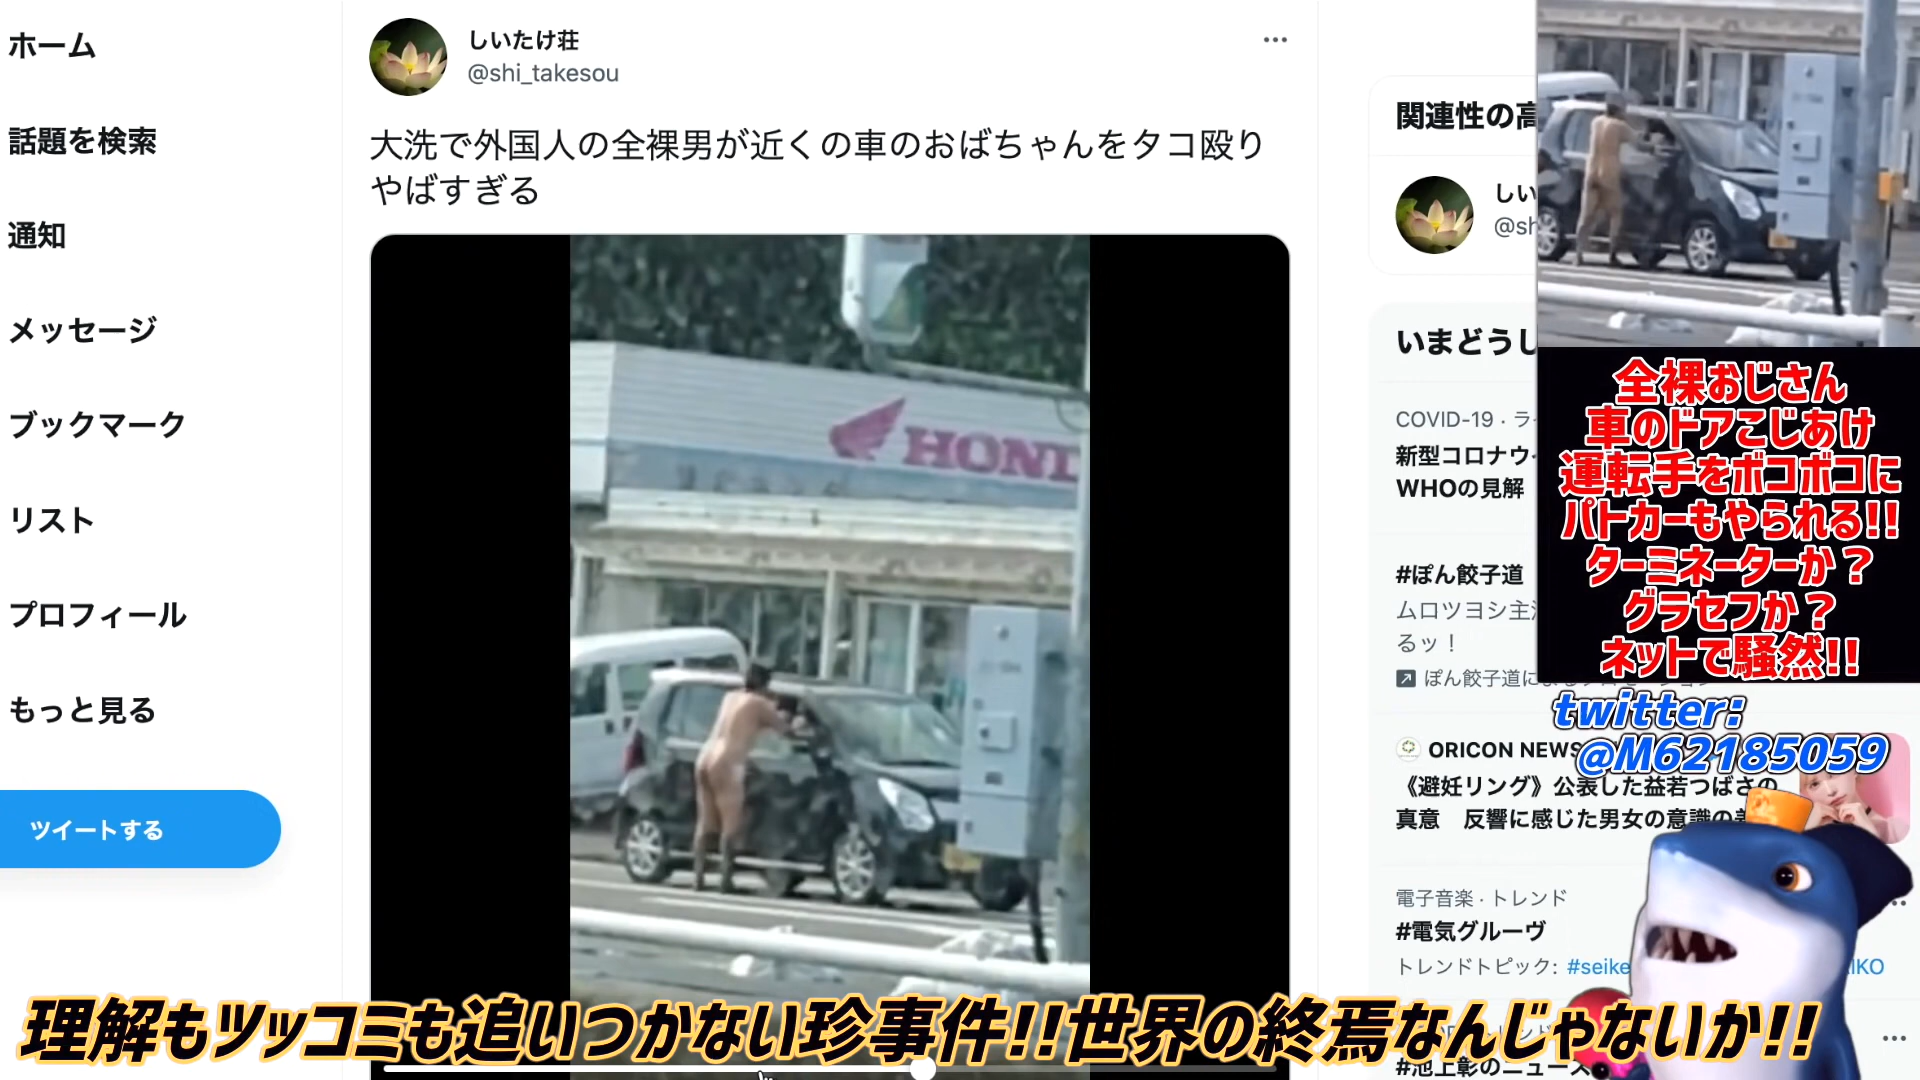 ホーム
話題を検索
通知
メッセージ
ブックマーク
リスト
プロフィール
もっと見る
ツイートする
しいたけ荘
@shi_takesou
大洗で外国人の全裸男が近くの車のおばちゃんをタコ殴り
やばすぎる
HOND
関連性の高
しい
@sh
いまどうし
COVID-19 · ラ
新型コロナウ
WHOの見解
#ぽん餃子道
ムロツヨシ主
るッ！
ぽん餃子道に
ORICON NEWS
《避妊リング》公表した益若つばさの
真意　反響に感じた男女の意識の
電子音楽 · トレンド
#電気グルーヴ
トレンドトピック: #seike
IKO
#池上彰のニュース
全裸おじさん
車のドアこじあけ
運転手をボコボコに
パトカーもやられる!!
ターミネーターか？
グラセフか？
ネットで騒然!!
twitter:
@M62185059
理解もツッコミも追いつかない珍事件!!世界の終焉なんじゃないか!!